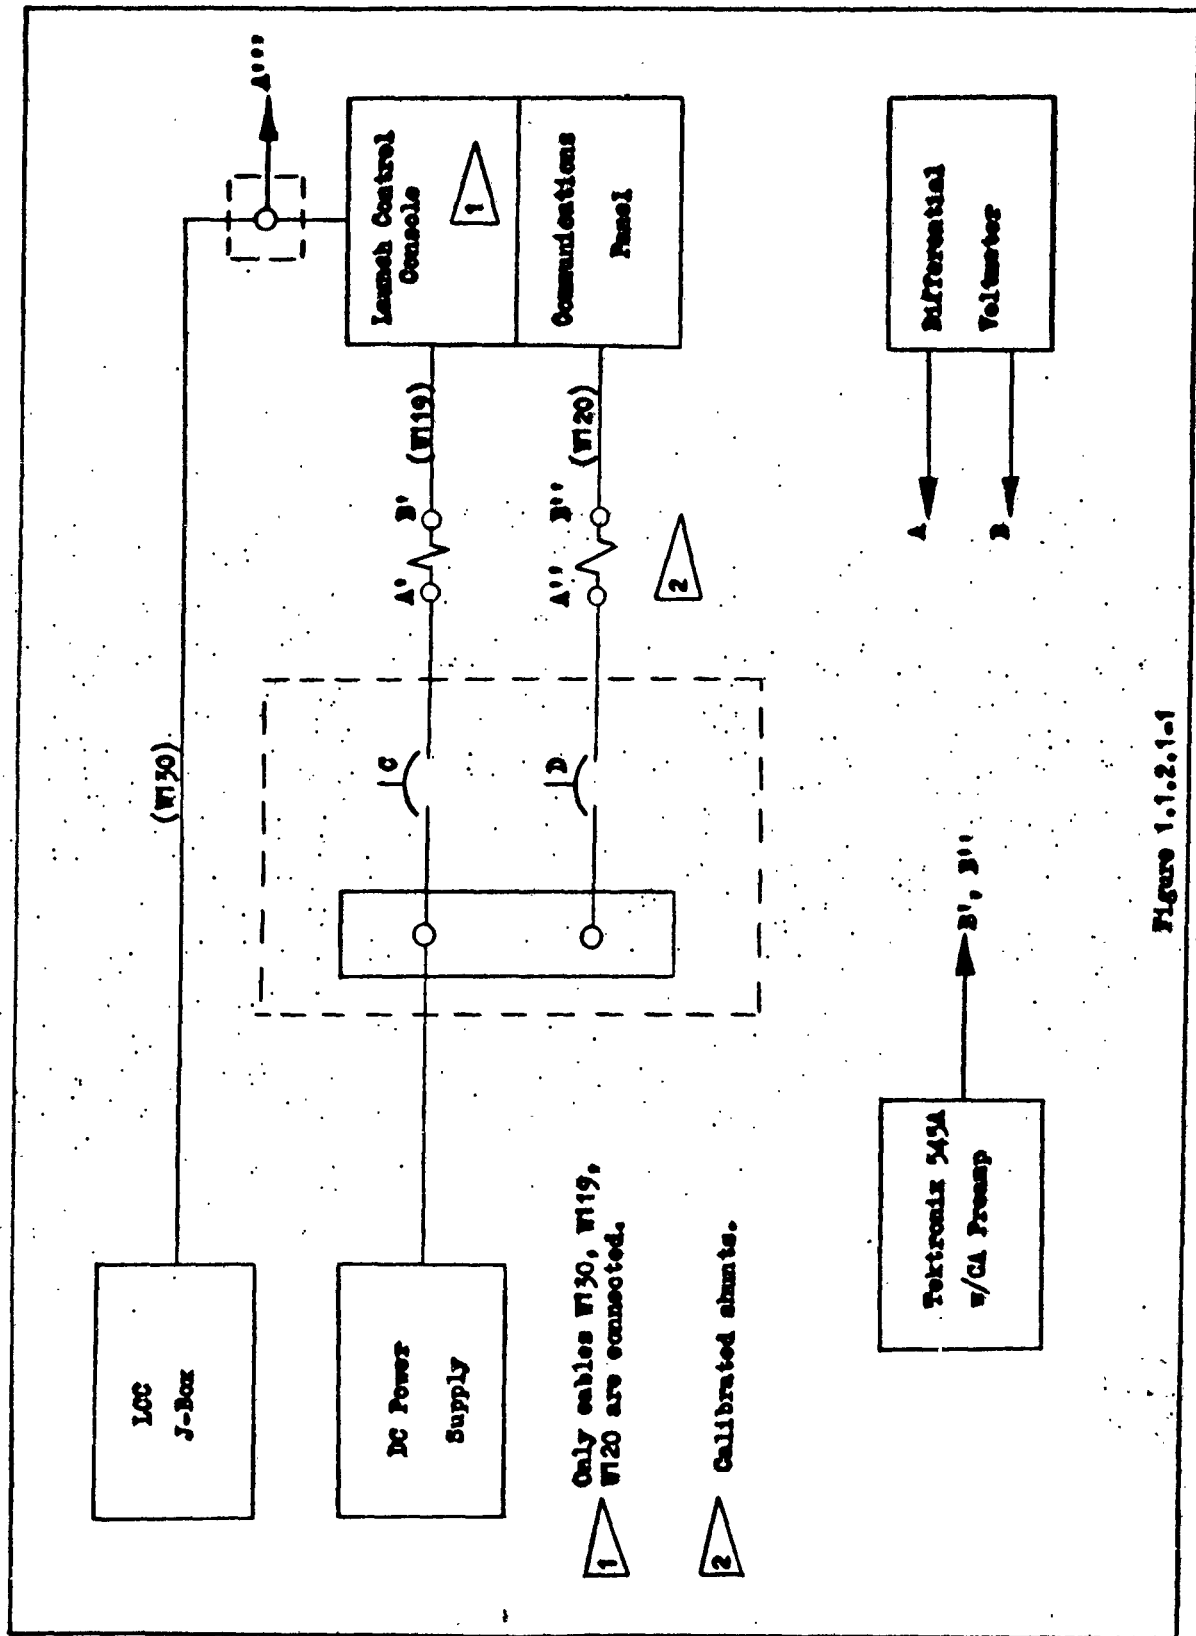 LCC
J-Box
(W130)
A'''
DC Power
Supply
C
D
A'
B'
(W119)
A''
B''
(W120)
Launch Control
Console
1
Communications
Panel
2
1
Only cables W130, W119,
W120 are connected.
2
Calibrated shunts.
Tektronix 545A
w/CA Preamp
B', B''
A
B
Differential
Voltmeter
Figure 1.1.2.1-1